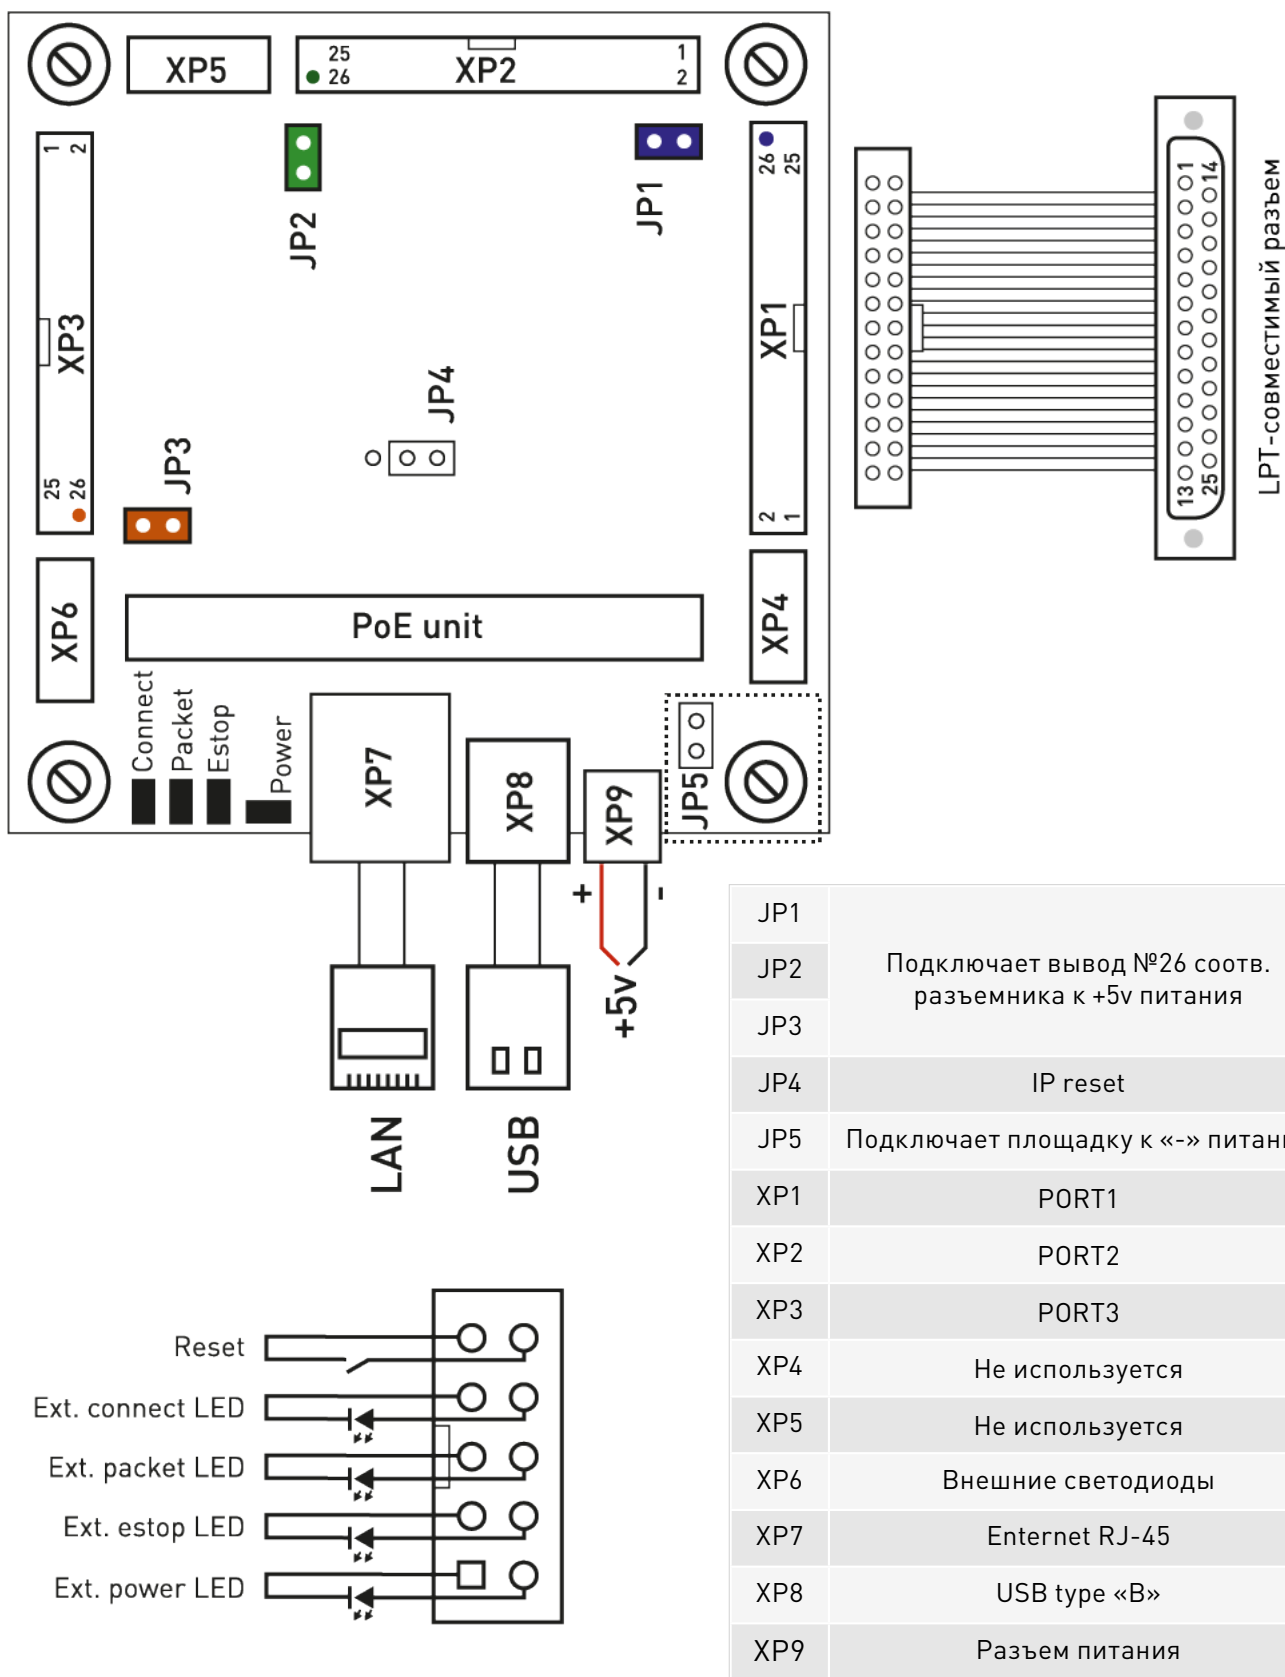 XP5
25
26
XP2
1
2
1
2
XP3
25
26
JP2
JP1
26
25
XP1
2
1
JP4
JP3
XP6
PoE unit
XP4
Connect
Packet
Estop
Power
XP7
XP8
XP9
JP5
+
-
+5v
LAN
USB
1
14
13
25
LPT-совместимый разъем
JP1
JP2
JP3
Подключает вывод №26 соотв.
разъемника к +5v питания
JP4 IP reset
JP5 Подключает площадку к «-» питан
XP1 PORT1
XP2 PORT2
XP3 PORT3
XP4 Не используется
XP5 Не используется
XP6 Внешние светодиоды
XP7 Enternet RJ-45
XP8 USB type «B»
XP9 Разъем питания
Reset
Ext. connect LED
Ext. packet LED
Ext. estop LED
Ext. power LED